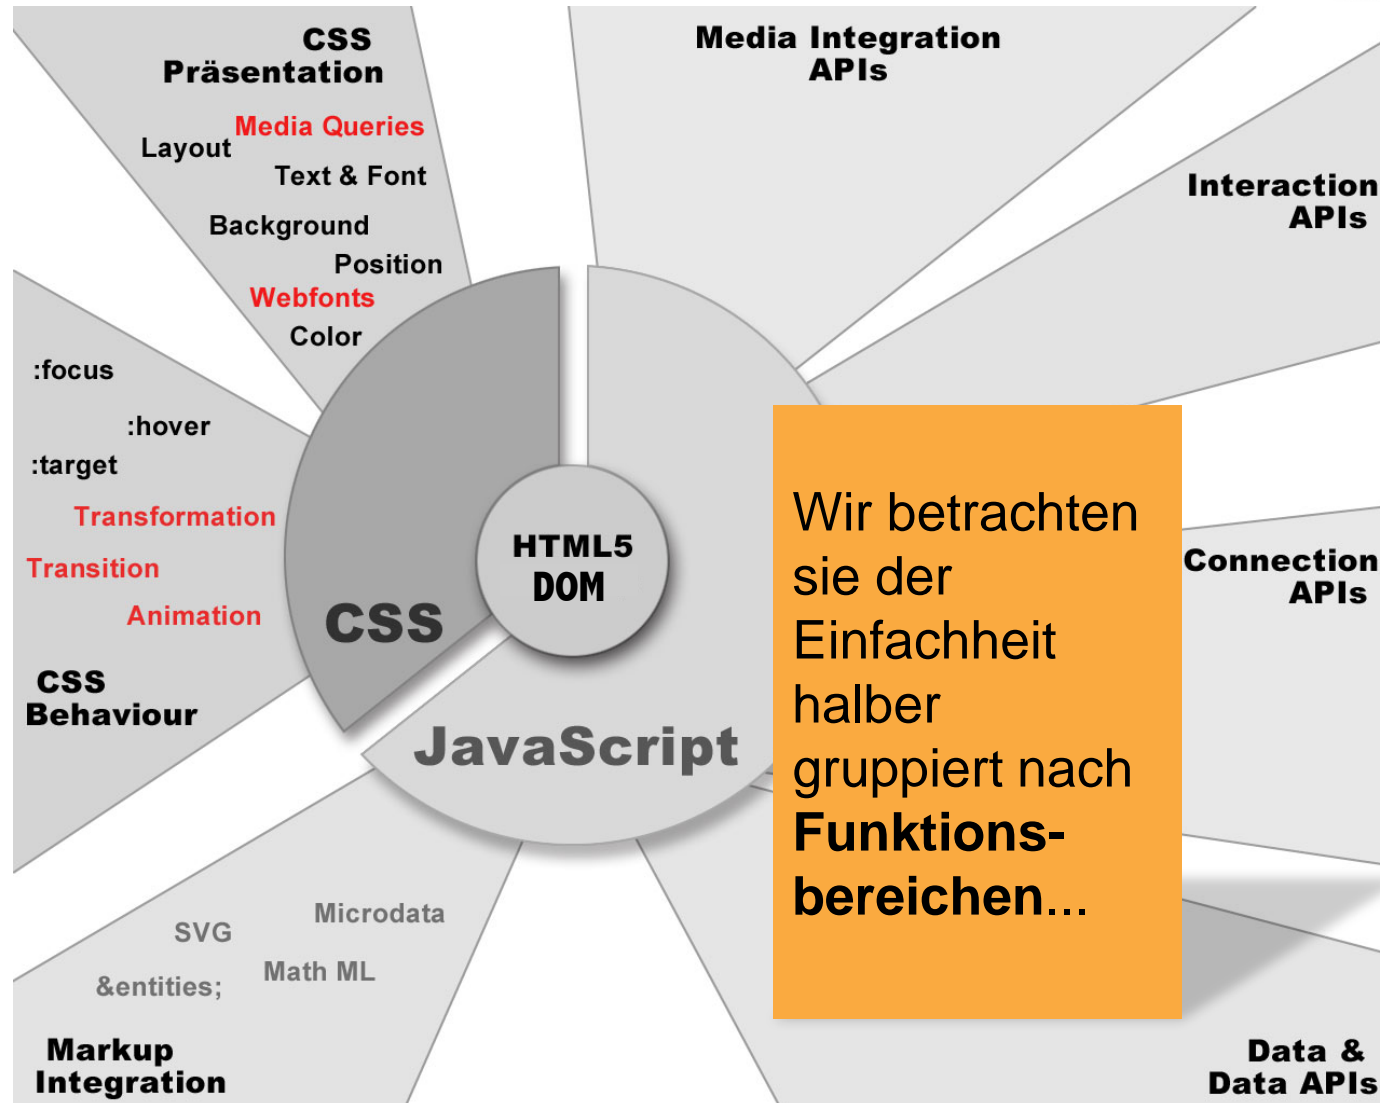 CSS
Präsentation
Media Queries
Layout
Text & Font
Background
Position
Webfonts
Color
:focus
:hover
:target
Transformation
Transition
Animation
CSS
Behaviour
CSS
HTML5
DOM
JavaScript
Media Integration
APIs
Interaction
APIs
Connection
APIs
Wir betrachten
sie der
Einfachheit
halber
gruppiert nach
Funktions-
bereichen...
Microdata
SVG
Math ML
&entities;
Markup
Integration
Data &
Data APIs